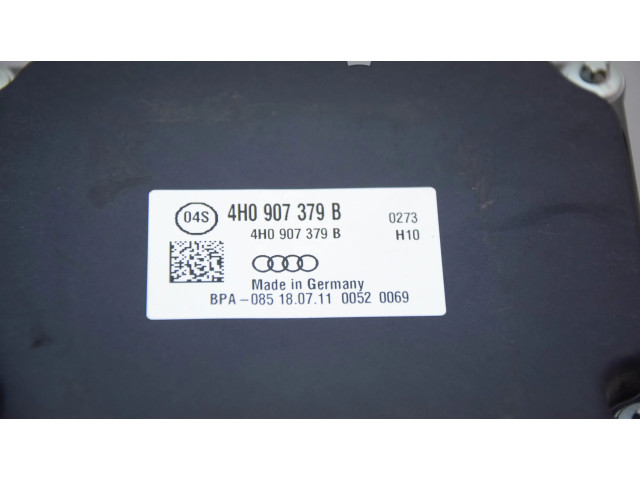 04S 4H0 907 379 B 0273
4H0 907 379 B H10
Made in Germany
BPA-085 18.07.11 0052 0069